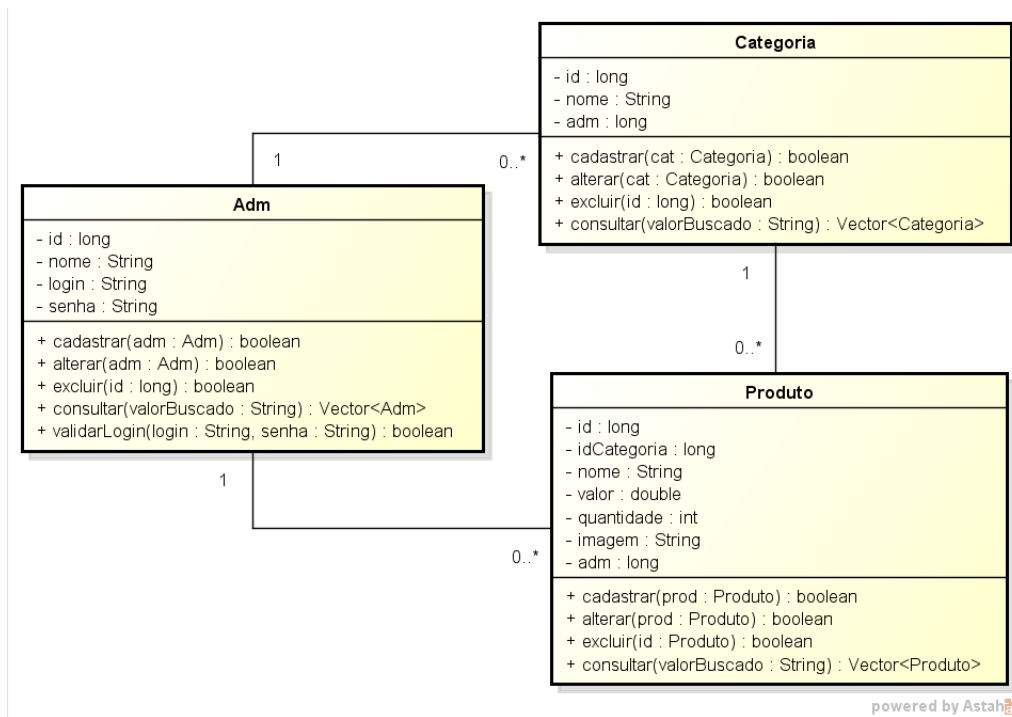 Categoria
- id : long
- nome : String
- adm : long
+ cadastrar(cat : Categoria) : boolean
+ alterar(cat : Categoria) : boolean
+ excluir(id : long) : boolean
+ consultar(valorBuscado : String) : Vector<Categoria>
1
0..*
Adm
- id : long
- nome : String
- login : String
- senha : String
+ cadastrar(adm : Adm) : boolean
+ alterar(adm : Adm) : boolean
+ excluir(id : long) : boolean
+ consultar(valorBuscado : String) : Vector<Adm>
+ validarLogin(login : String, senha : String) : boolean
1
0..*
Produto
- id : long
- idCategoria : long
- nome : String
- valor : double
- quantidade : int
- imagem : String
- adm : long
+ cadastrar(prod : Produto) : boolean
+ alterar(prod : Produto) : boolean
+ excluir(id : Produto) : boolean
+ consultar(valorBuscado : String) : Vector<Produto>
1
0..*
powered by Astah